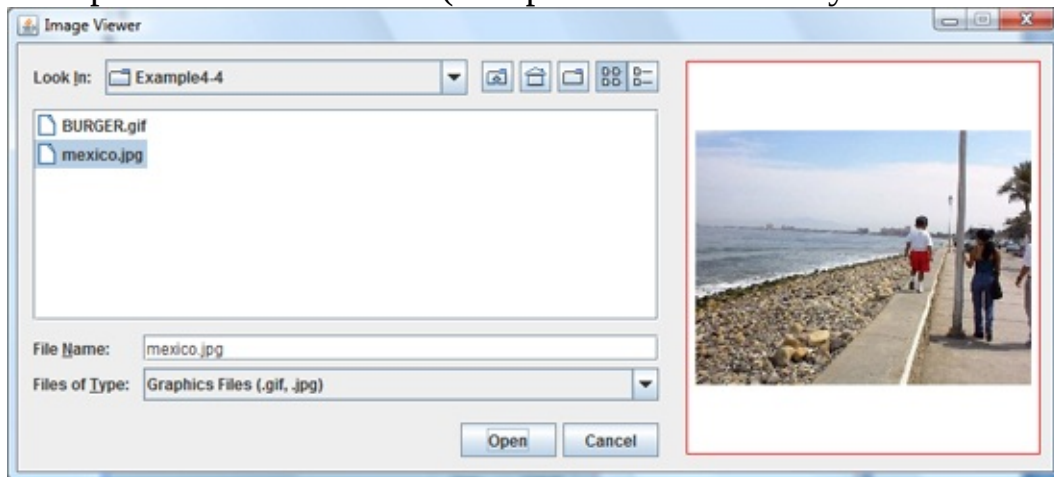 Image Viewer
Look In: Example4-4
BURGER.gif
mexico.jpg
File Name: mexico.jpg
Files of Type: Graphics Files (.gif, .jpg)
Open Cancel